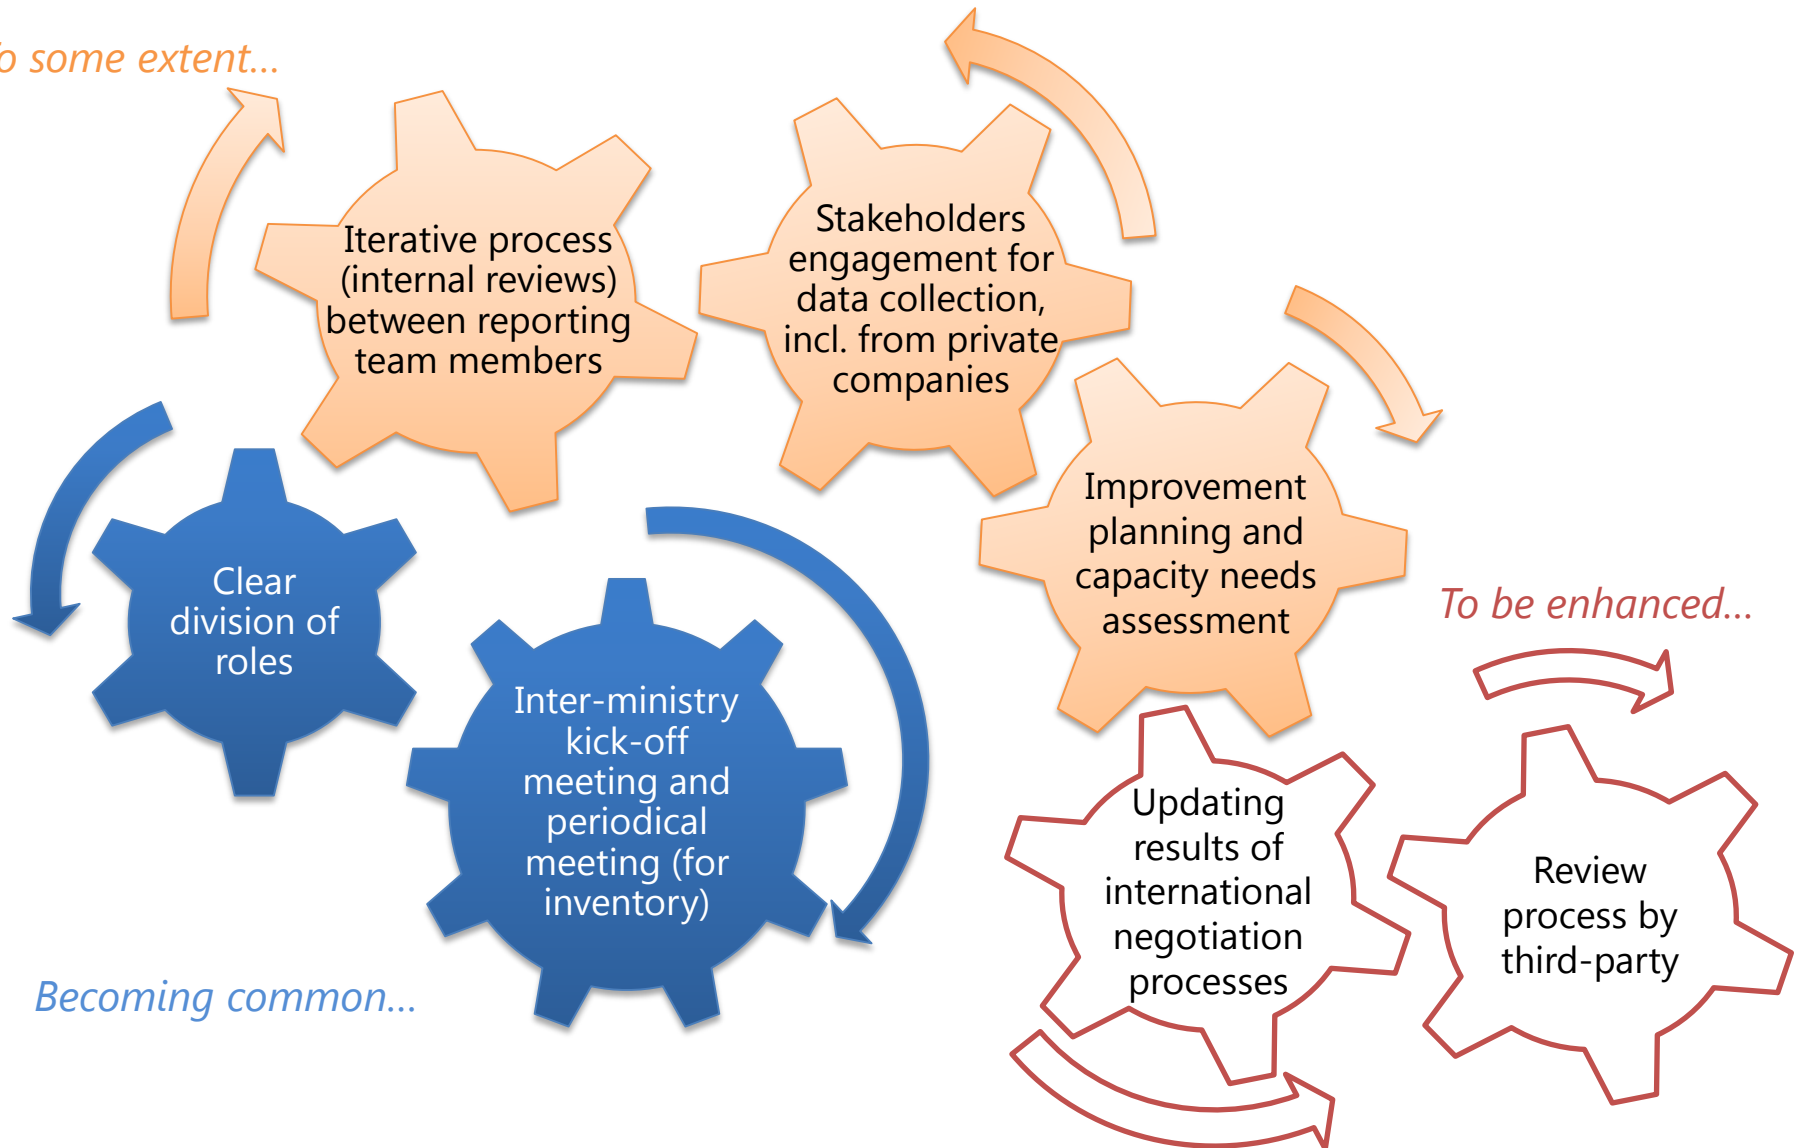 o some extent...
Iterative process
(internal reviews)
between reporting
team members
Stakeholders
engagement for
data collection,
incl. from private
companies
Improvement
planning and
capacity needs
assessment
Clear
division of
roles
Inter-ministry
kick-off
meeting and
periodical
meeting (for
inventory)
Becoming common...
To be enhanced...
Updating
results of
international
negotiation
processes
Review
process by
third-party